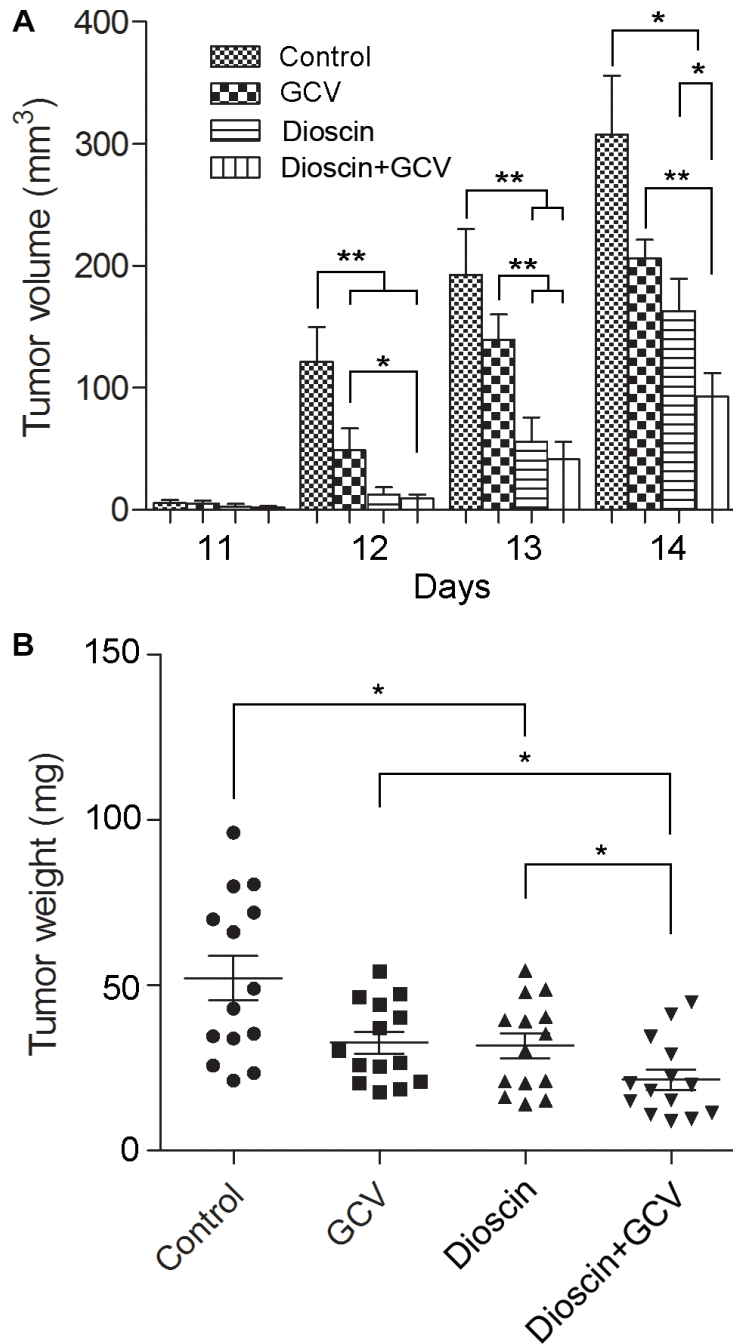 A
Tumor volume (mm³)
400
300
200
100
0
Control
GCV
Dioscin
Dioscin+GCV
**
*
**
**
*
*
**
11 12 13 14
Days
B
Tumor weight (mg)
150
100
50
0
*
*
*
Control GCV Dioscin Dioscin+GCV